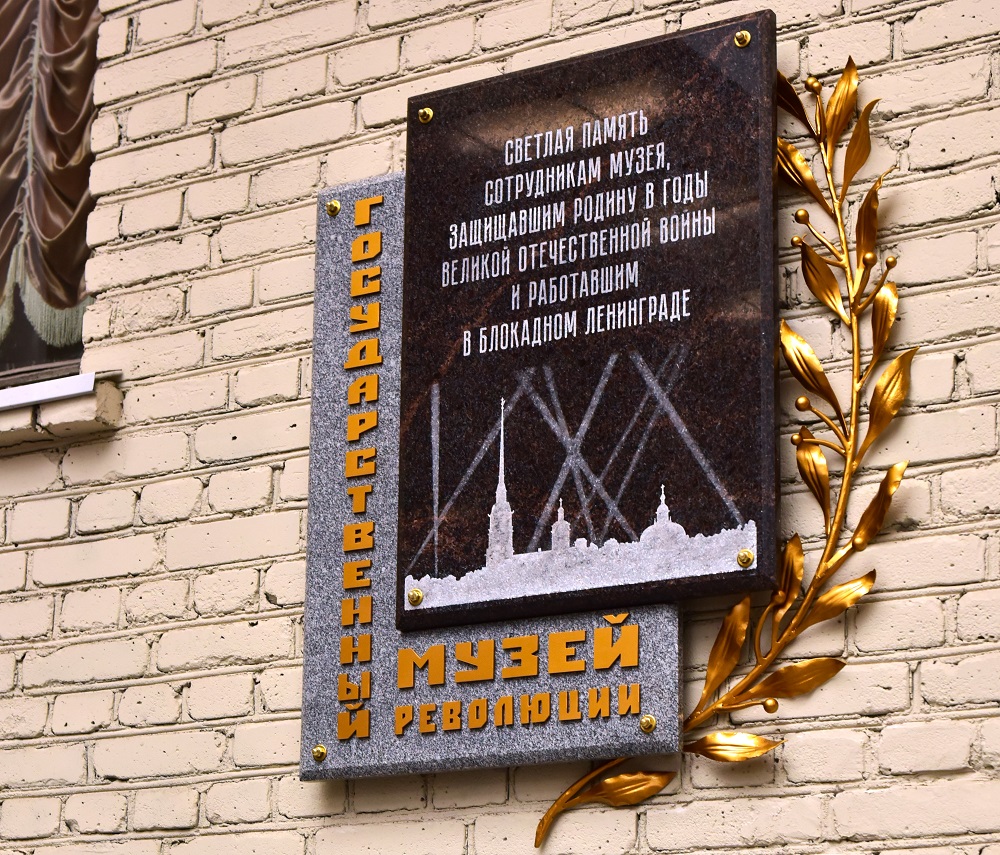 СВЕТЛАЯ ПАМЯТЬ
СОТРУДНИКАМ МУЗЕЯ,
ЗАЩИЩАВШИМ РОДИНУ В ГОДЫ
ВЕЛИКОЙ ОТЕЧЕСТВЕННОЙ ВОЙНЫ
И РАБОТАВШИМ
В БЛОКАДНОМ ЛЕНИНГРАДЕ
ГОСУДАРСТВЕННЫЙ
МУЗЕЙ
РЕВОЛЮЦИИ